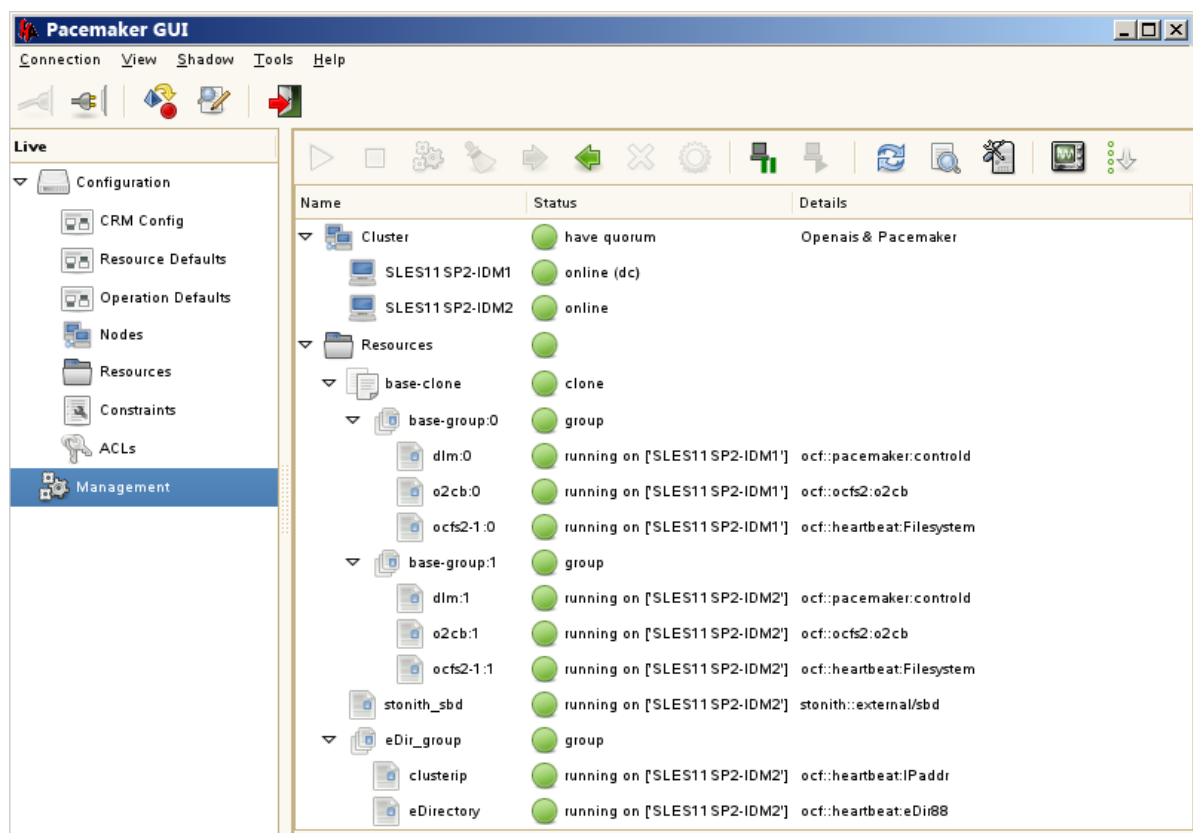 Pacemaker GUI
Connection View Shadow Tools Help
Live
Configuration
CRM Config
Resource Defaults
Operation Defaults
Nodes
Resources
Constraints
ACLs
Management
Name Status Details
Cluster have quorum Openais & Pacemaker
SLES11SP2-IDM1 online (dc)
SLES11SP2-IDM2 online
Resources
base-clone clone
base-group:0 group
dlm:0 running on ['SLES11SP2-IDM1'] ocf::pacemaker:controld
o2cb:0 running on ['SLES11SP2-IDM1'] ocf::ocfs2:o2cb
ocfs2-1:0 running on ['SLES11SP2-IDM1'] ocf::heartbeat:Filesystem
base-group:1 group
dlm:1 running on ['SLES11SP2-IDM2'] ocf::pacemaker:controld
o2cb:1 running on ['SLES11SP2-IDM2'] ocf::ocfs2:o2cb
ocfs2-1:1 running on ['SLES11SP2-IDM2'] ocf::heartbeat:Filesystem
stonith_sbd running on ['SLES11SP2-IDM2'] stonith::external/sbd
eDir_group group
clusterip running on ['SLES11SP2-IDM2'] ocf::heartbeat:IPaddr
eDirectory running on ['SLES11SP2-IDM2'] ocf::heartbeat:eDir88